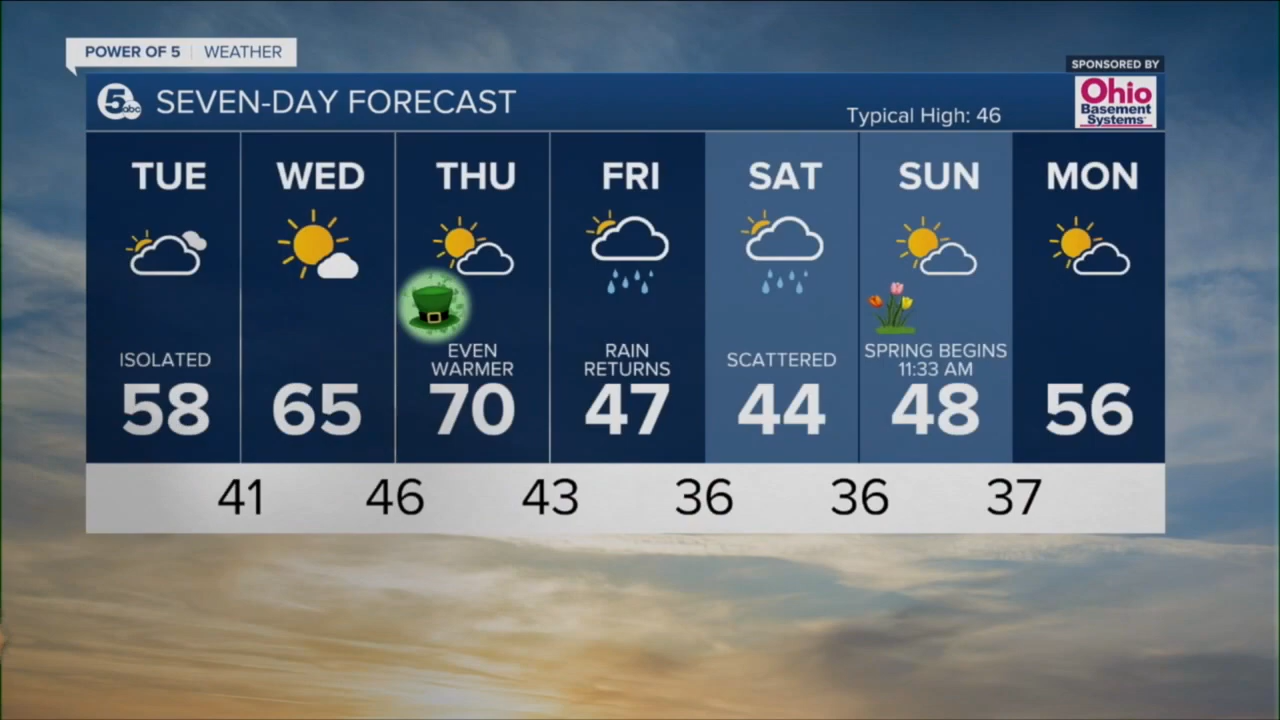 POWER OF 5 | WEATHER
SPONSORED BY
5abc SEVEN-DAY FORECAST
Typical High: 46
Ohio
Basement
Systems
TUE WED THU FRI SAT SUN MON
ISOLATED
EVEN
WARMER
RAIN
RETURNS
SCATTERED
SPRING BEGINS
11:33 AM
58 65 70 47 44 48 56
41 46 43 36 36 37